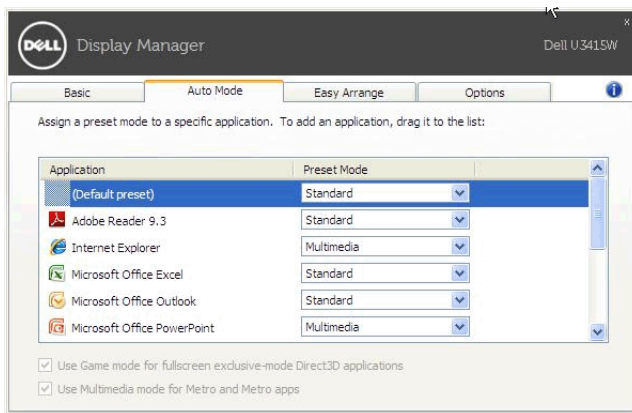 DELL Display Manager
Dell U3415W
x
Basic
Auto Mode
Easy Arrange
Options
i
Assign a preset mode to a specific application. To add an application, drag it to the list:
Application Preset Mode
(Default preset) Standard
Adobe Reader 9.3 Standard
Internet Explorer Multimedia
Microsoft Office Excel Standard
Microsoft Office Outlook Standard
Microsoft Office PowerPoint Multimedia
Use Game mode for fullscreen exclusive-mode Direct3D applications
Use Multimedia mode for Metro and Metro apps